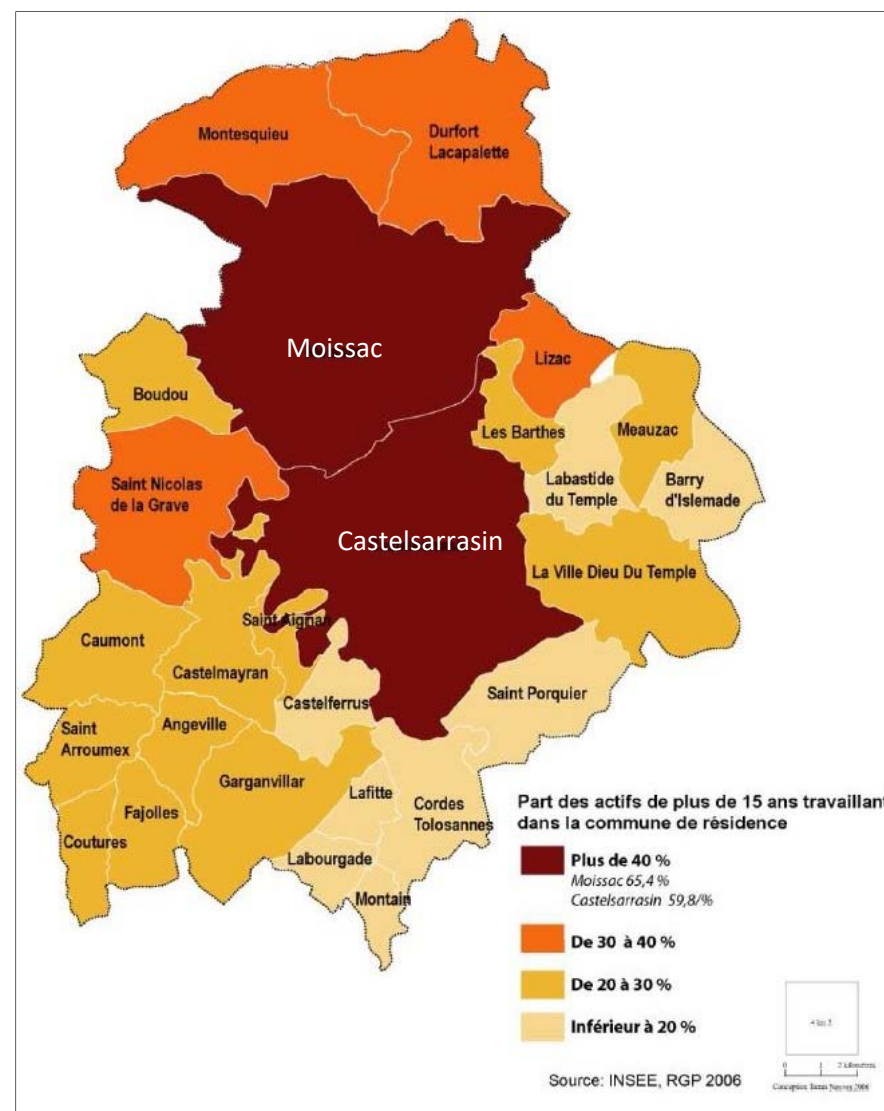 Montesquieu
Durfort
Lacapalette
Moissac
Lizac
Boudou
Les Barthes
Meauzac
Saint Nicolas
de la Grave
Labastide
du Temple
Barry
d'Islemade
Castelsarrasin
La Ville Dieu Du Temple
Saint Aignan
Caumont
Castelmayran
Castelferrus
Saint Porquier
Saint
Arroumex
Angeville
Garganvillar
Lafitte
Cordes
Tolosannes
Fajolles
Coutures
Labourgade
Montain
Part des actifs de plus de 15 ans travaillant
dans la commune de résidence
Plus de 40 %
Moissac 65,4 %
Castelsarrasin 59,8/%
De 30 à 40 %
De 20 à 30 %
Inférieur à 20 %
0 1 2 kilomètres
Source: INSEE, RGP 2006